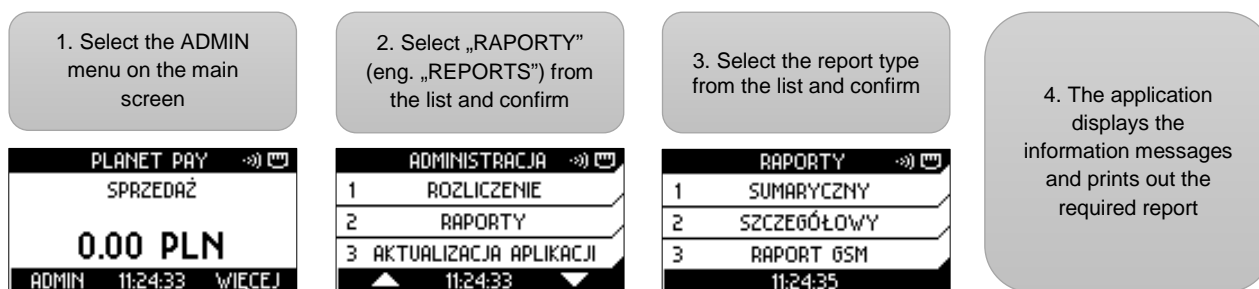 1. Select the ADMIN
menu on the main
screen
PLANET PAY
SPRZEDAŻ
0.00 PLN
ADMIN 11:24:33 WIĘCEJ
2. Select „RAPORTY”
(eng. „REPORTS”) from
the list and confirm
ADMINISTRACJA
1 ROZLICZENIE
2 RAPORTY
3 AKTUALIZACJA APLIKACJI
11:24:33
3. Select the report type
from the list and confirm
RAPORTY
1 SUMARYCZNY
2 SZCZEGÓŁOWY
3 RAPORT GSM
11:24:35
4. The application
displays the
information messages
and prints out the
required report